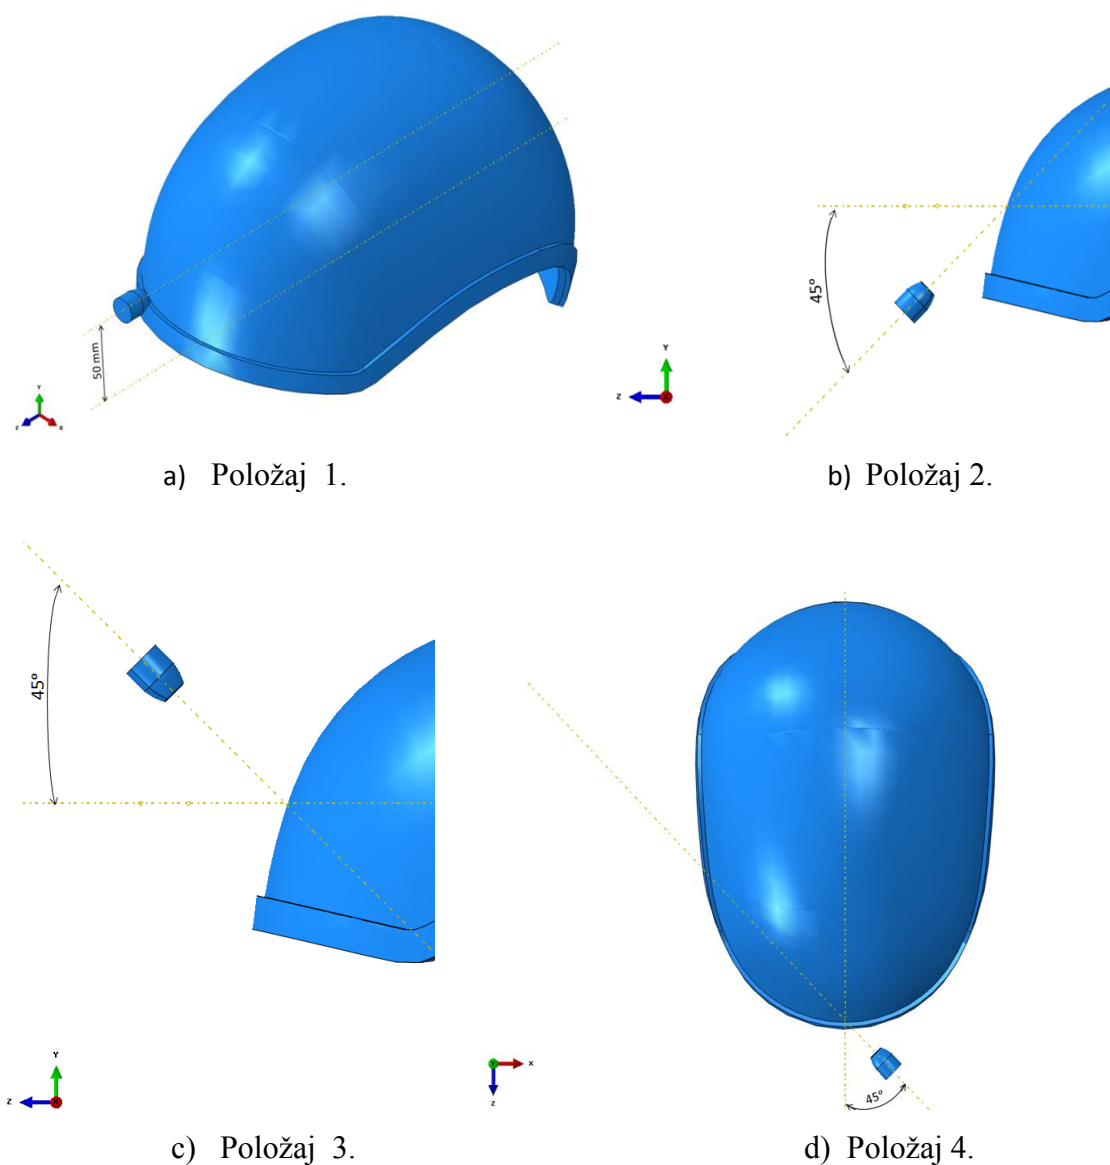 50 mm
Y
Z
X
a) Položaj 1.
45°
Y
Z
X
b) Položaj 2.
45°
Y
Z
X
c) Položaj 3.
45°
Y
X
Z
d) Položaj 4.